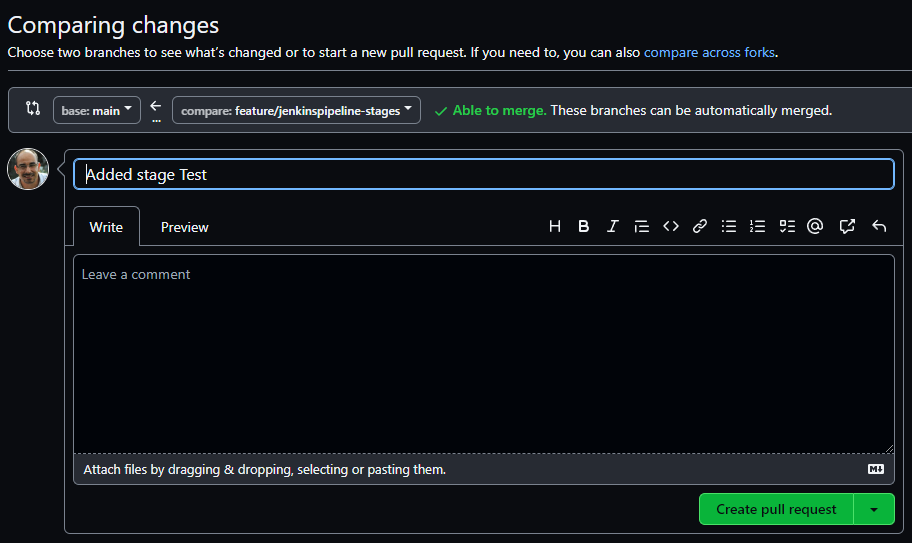 Comparing changes
Choose two branches to see what’s changed or to start a new pull request. If you need to, you can also compare across forks.
base: main ... compare: feature/jenkinspipeline-stages Able to merge. These branches can be automatically merged.
Added stage Test
Write Preview
Leave a comment
Attach files by dragging & dropping, selecting or pasting them.
Create pull request